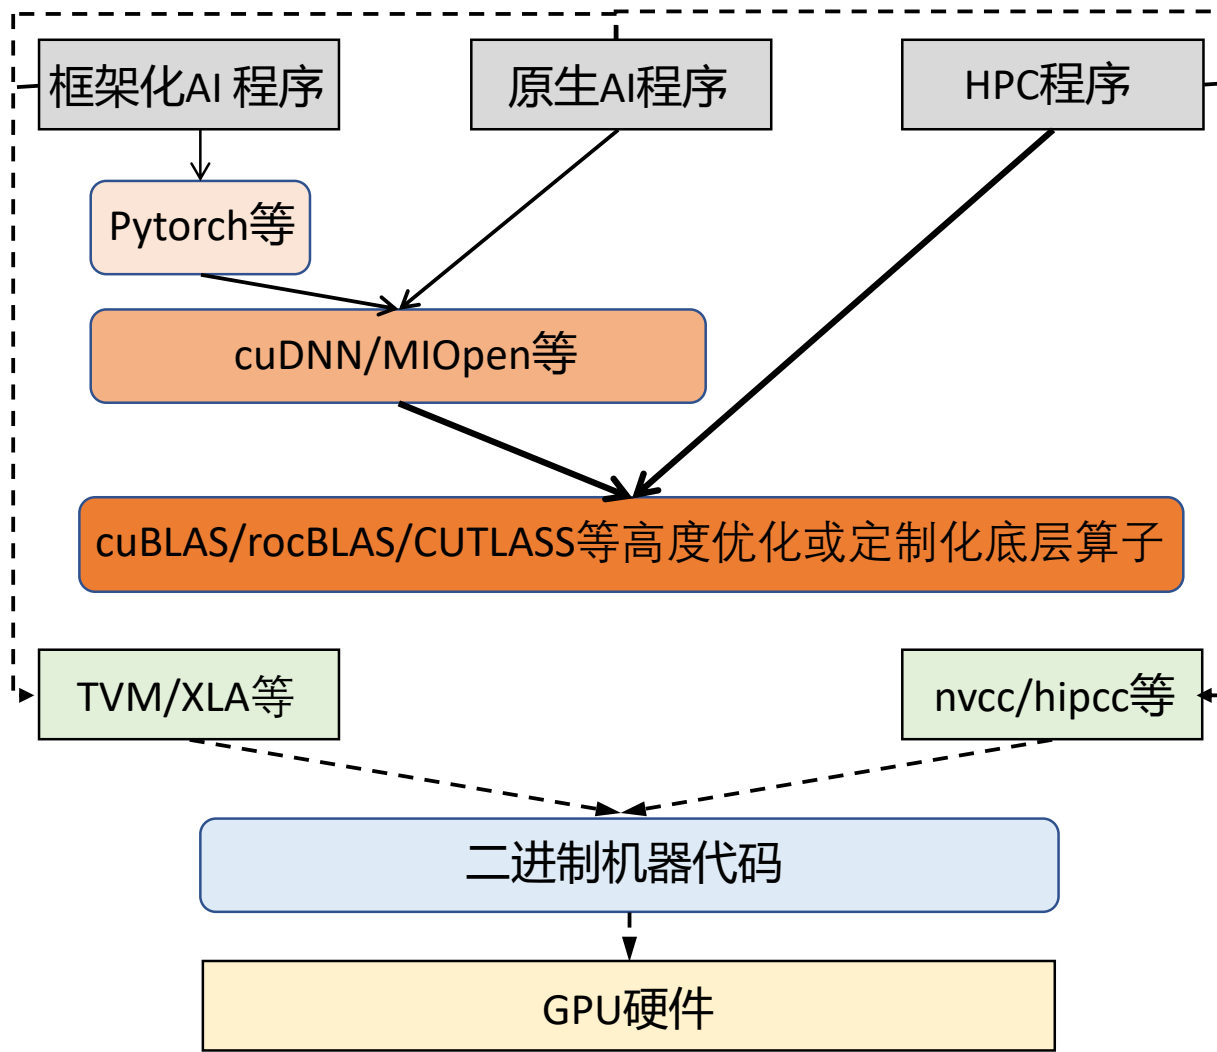 框架化AI 程序
原生AI程序
HPC程序
Pytorch等
cuDNN/MIOpen等
cuBLAS/rocBLAS/CUTLASS等高度优化或定制化底层算子
TVM/XLA等
nvcc/hipcc等
二进制机器代码
GPU硬件